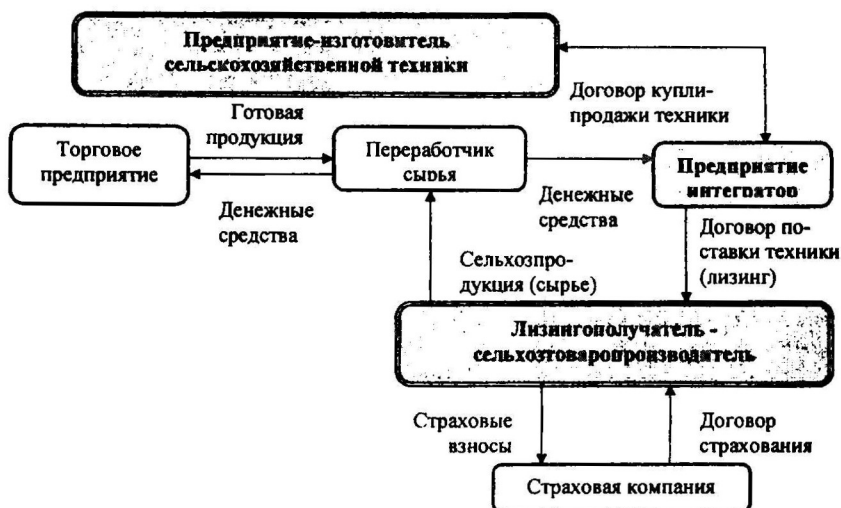 Предприятие-изготовитель
сельскохозяйственной техники
Договор купли-
продажи техники
Готовая
продукция
Торговое
предприятие
Переработчик
сырья
Предприятие
интегратор
Денежные
средства
Денежные
средства
Договор по-
ставки техники
(лизинг)
Сельхозпро-
дукция (сырье)
Лизингополучатель -
сельхозтоваропроизводитель
Страховые
взносы
Договор
страхования
Страховая компания